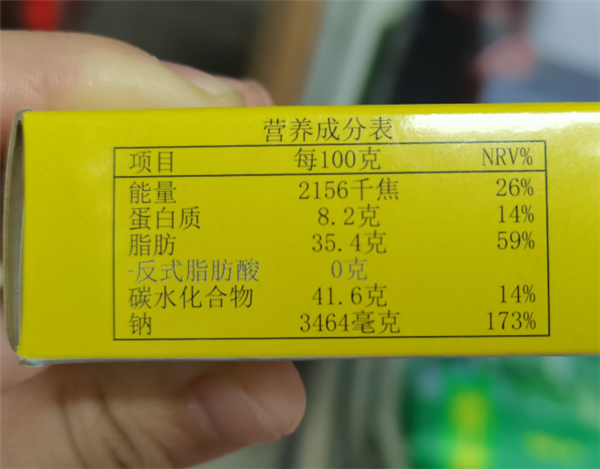 营养成分表
项目 每100克 NRV%
能量 2156千焦 26%
蛋白质 8.2克 14%
脂肪 35.4克 59%
-反式脂肪酸 0克
碳水化合物 41.6克 14%
钠 3464毫克 173%